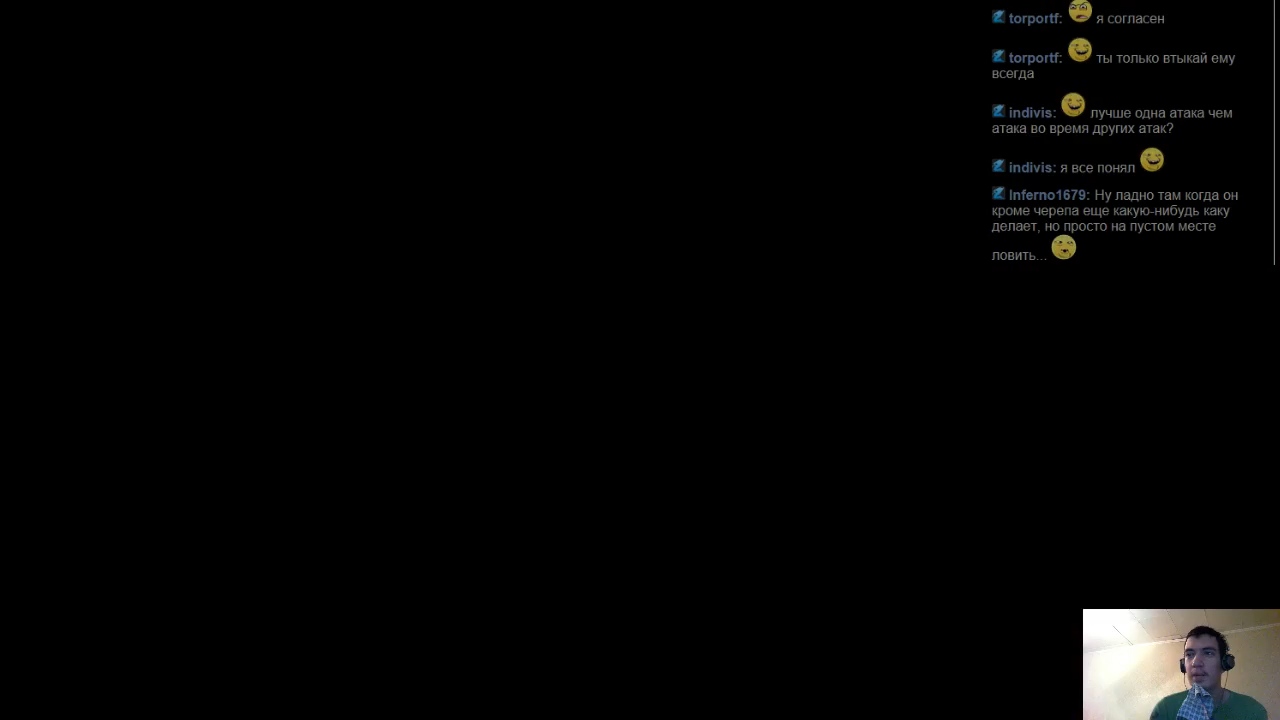 torportf: я согласен
torportf: ты только втыкай ему
всегда
indivis: лучше одна атака чем
атака во время других атак?
indivis: я все понял
Inferno1679: Ну ладно там когда он
кроме черепа еще какую-нибудь каку
делает, но просто на пустом месте
ловить...